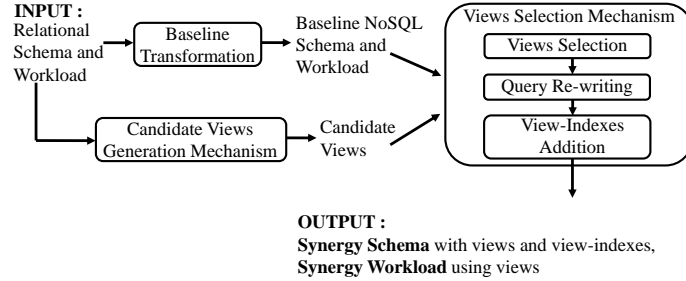 INPUT :
Relational
Schema and
Workload
Baseline
Transformation
Baseline NoSQL
Schema and
Workload
Candidate Views
Generation Mechanism
Candidate
Views
Views Selection Mechanism
Views Selection
Query Re-writing
View-Indexes
Addition
OUTPUT :
Synergy Schema with views and view-indexes,
Synergy Workload using views